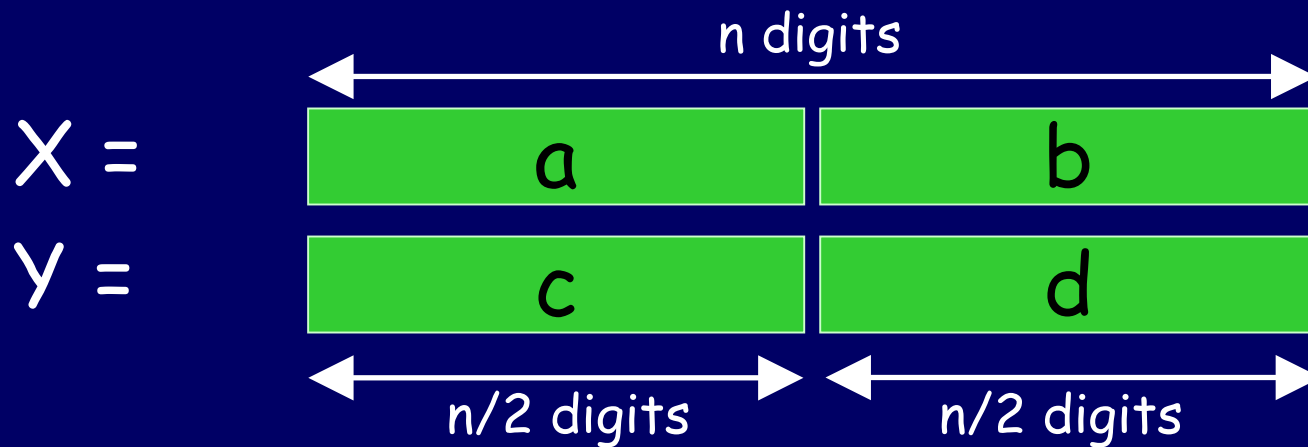 n digits
X = a b
Y = c d
n/2 digits n/2 digits